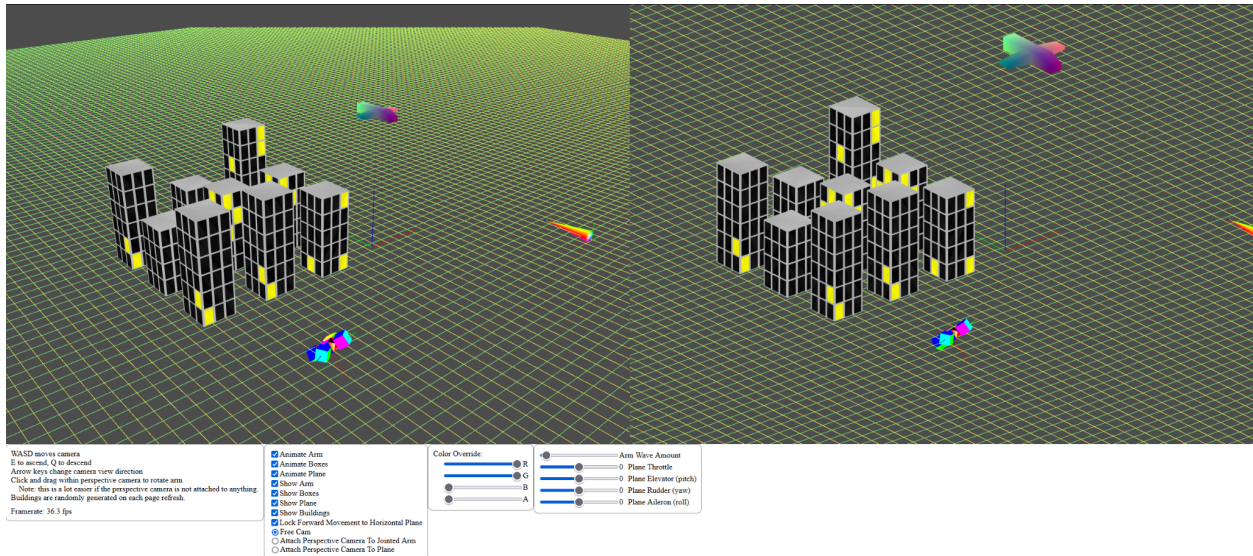 WASD moves camera
E to ascend, Q to descend
Arrow keys change camera view direction
Click and drag within perspective camera to rotate arm
Note: this is a lot easier if the perspective camera is not attached to anything.
Buildings are randomly generated on each page refresh.
Framerate: 36.3 fps
Animate Arm
Animate Boxes
Animate Plane
Show Arm
Show Boxes
Show Plane
Show Buildings
Lock Forward Movement to Horizontal Plane
Free Cam
Attach Perspective Camera To Jointed Arm
Attach Perspective Camera To Plane
Color Override:
R
G
B
A
Arm Wave Amount
0 Plane Throttle
0 Plane Elevator (pitch)
0 Plane Rudder (yaw)
0 Plane Aileron (roll)